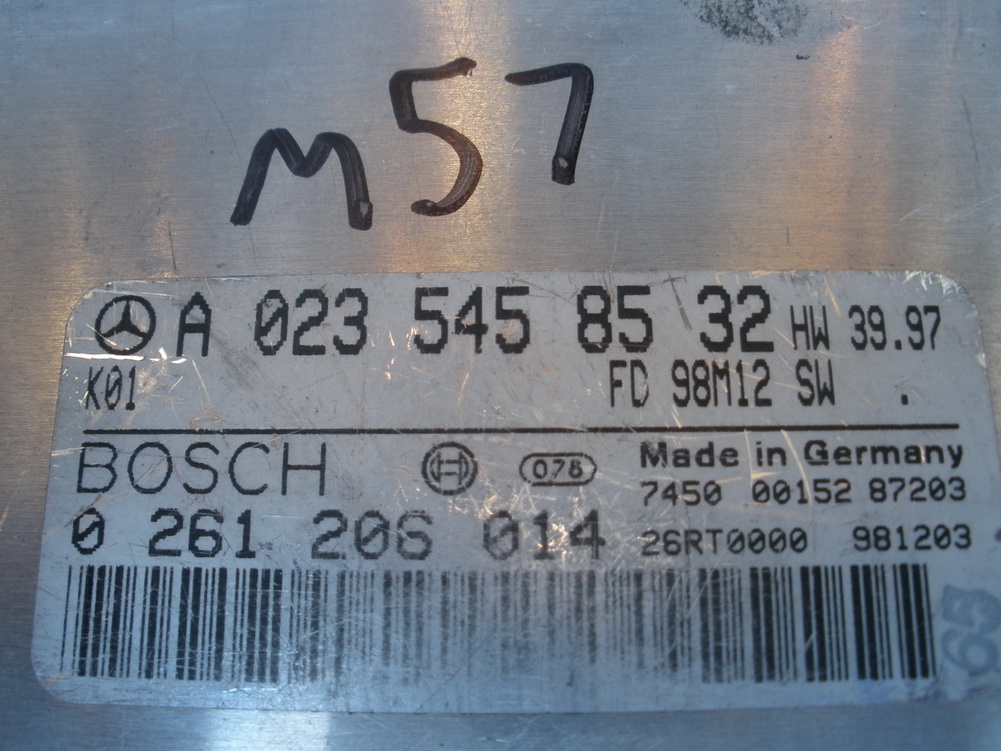 M57
A 023 545 85 32 HW 39.97
K01 FD 98M12 SW .
BOSCH 078 Made in Germany
7450 00152 87203
0 261 206 014 26RT0000 981203
65